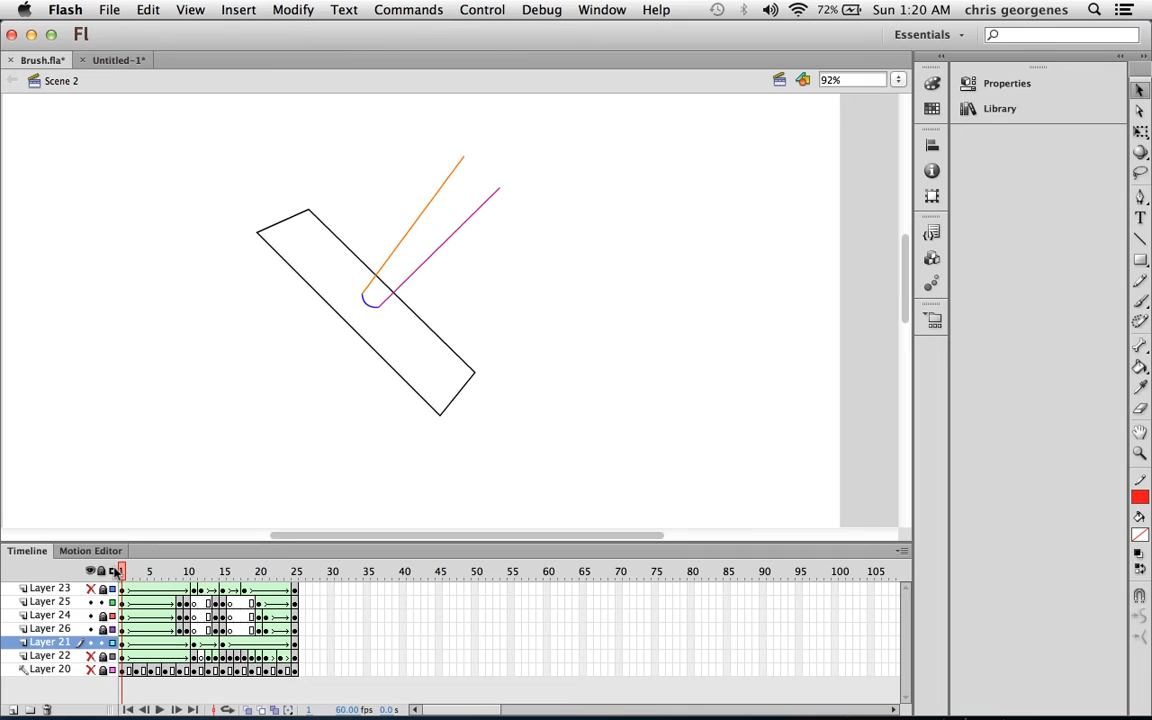 Flash File Edit View Insert Modify Text Commands Control Debug Window Help 72% Sun 1:20 AM chris georgenes
Fl Essentials
Brush.fla* Untitled-1*
Scene 2 92%
Properties
Library
Timeline Motion Editor
1 5 10 15 20 25 30 35 40 45 50 55 60 65 70 75 80 85 90 95 100 105
Layer 23
Layer 25
Layer 24
Layer 26
Layer 21
Layer 22
Layer 20
1 60.00 fps 0.0 s